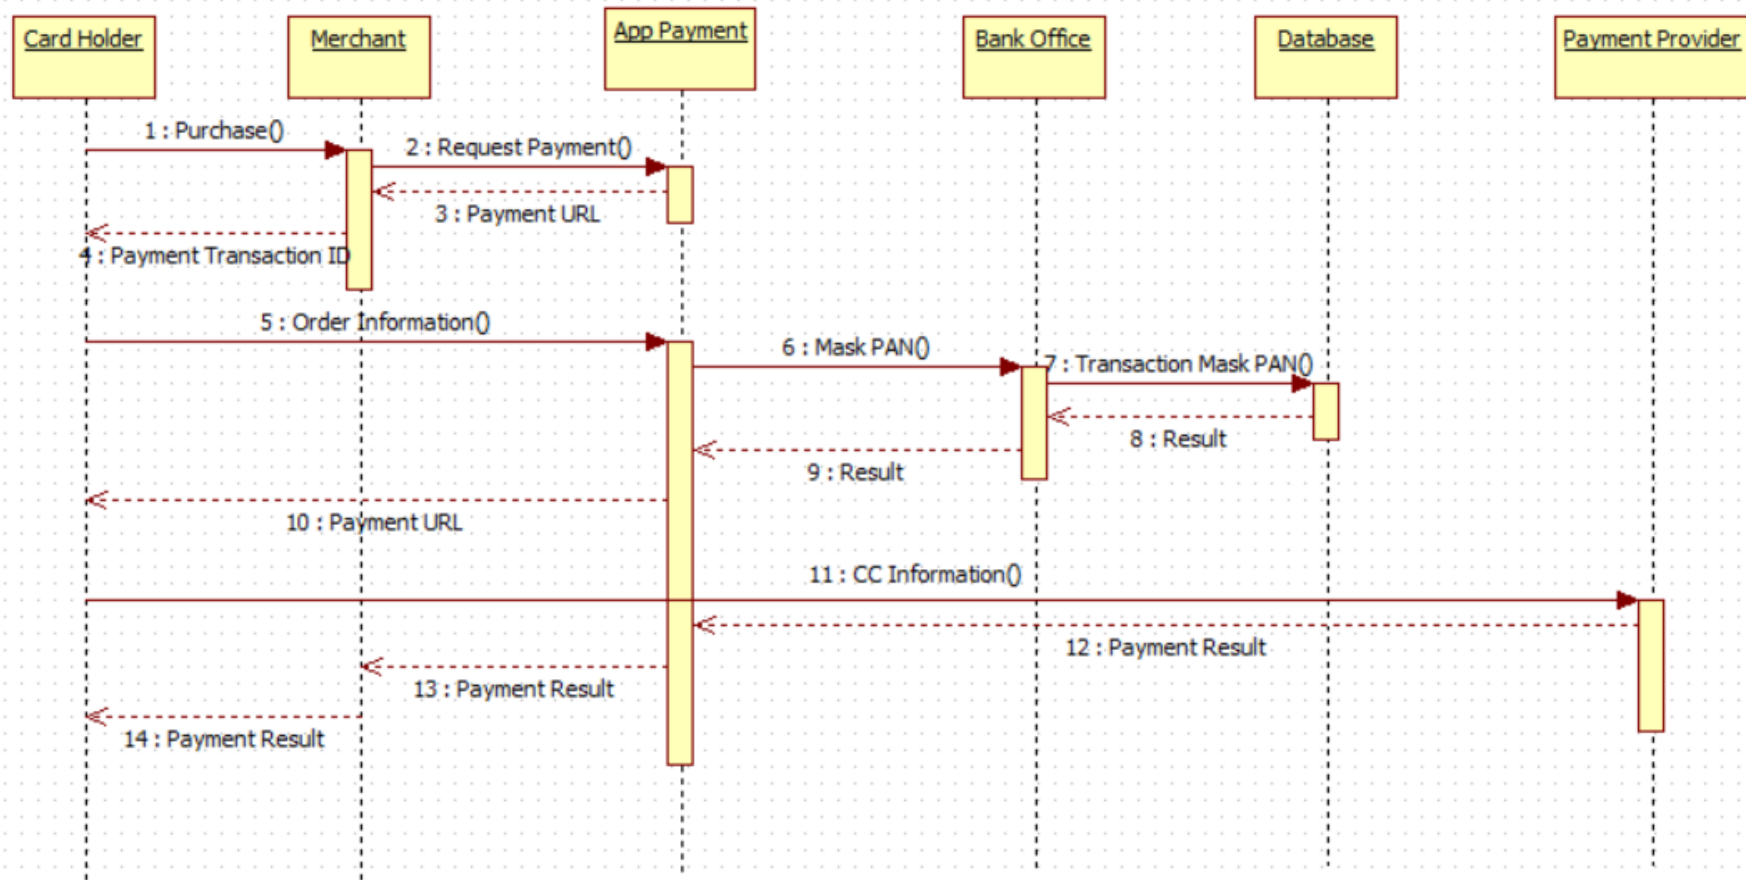 Card Holder
Merchant
App Payment
Bank Office
Database
Payment Provider
1 : Purchase()
2 : Request Payment()
3 : Payment URL
4 : Payment Transaction ID
5 : Order Information()
6 : Mask PAN()
7 : Transaction Mask PAN()
8 : Result
9 : Result
10 : Payment URL
11 : CC Information()
12 : Payment Result
13 : Payment Result
14 : Payment Result